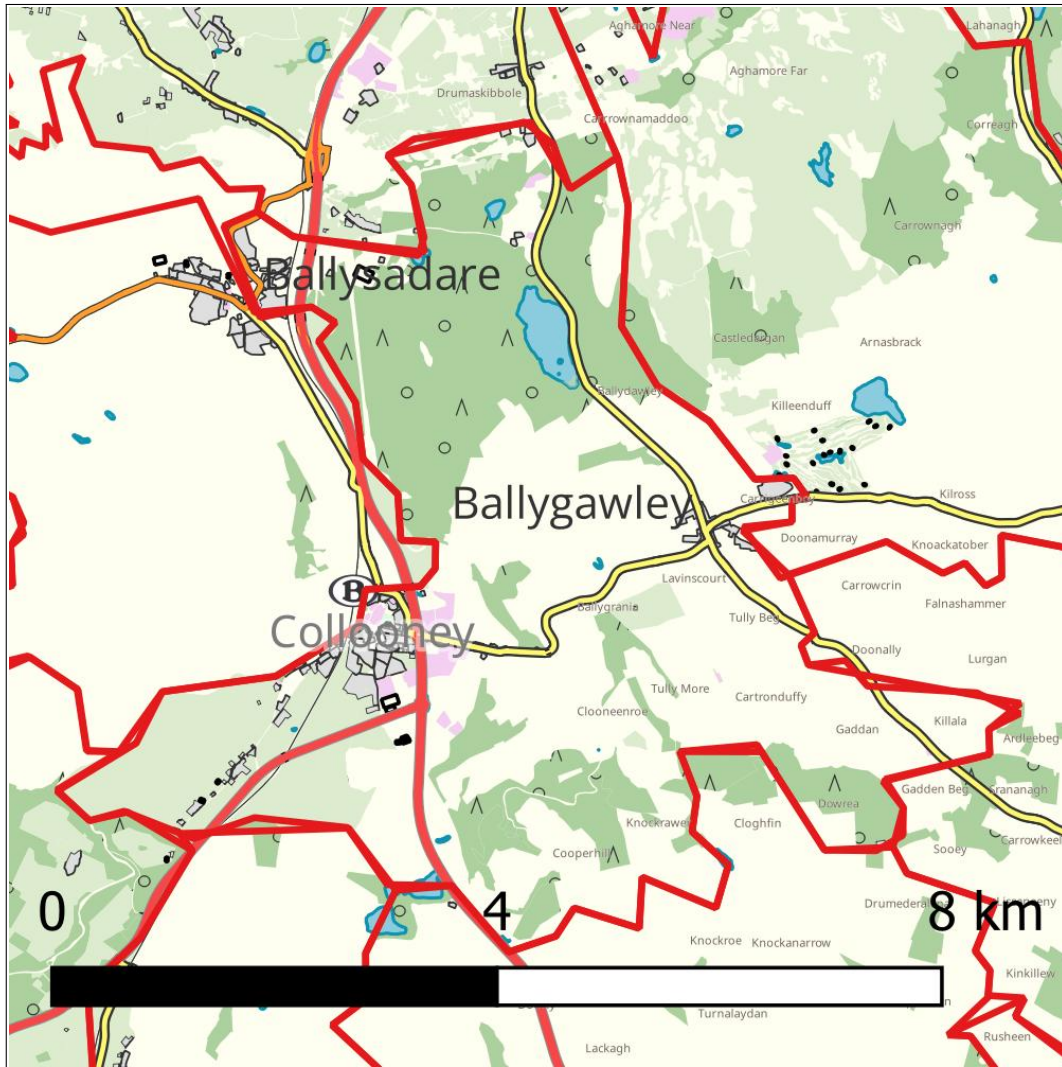 Aghamore Near
Lahanagh
Aghamore Far
Drumaskibbole
Carrownamaddoo
Correagh
Carrownagh
Ballysadare
Castledargan
Arnasbrack
Ballydawley
Killeenduff
Ballygawley
Carrigeenboy
Kilross
Doonamurray
Knoackatober
Lavinscourt
Carrowcrin
B
Ballygrania
Falnashammer
Tully Beg
Collooney
Doonally
Lurgan
Tully More
Cartronduffy
Clooneenroe
Killala
Gaddan
Ardleebeg
Gadden Beg
Grananagh
Dowrea
Knockrawer
Cloghfin
Carrowkeel
Cooperhill
Sooey
0
4
8 km
Knockroe
Knockanarrow
Kinkillew
Turnalaydan
Rusheen
Lackagh